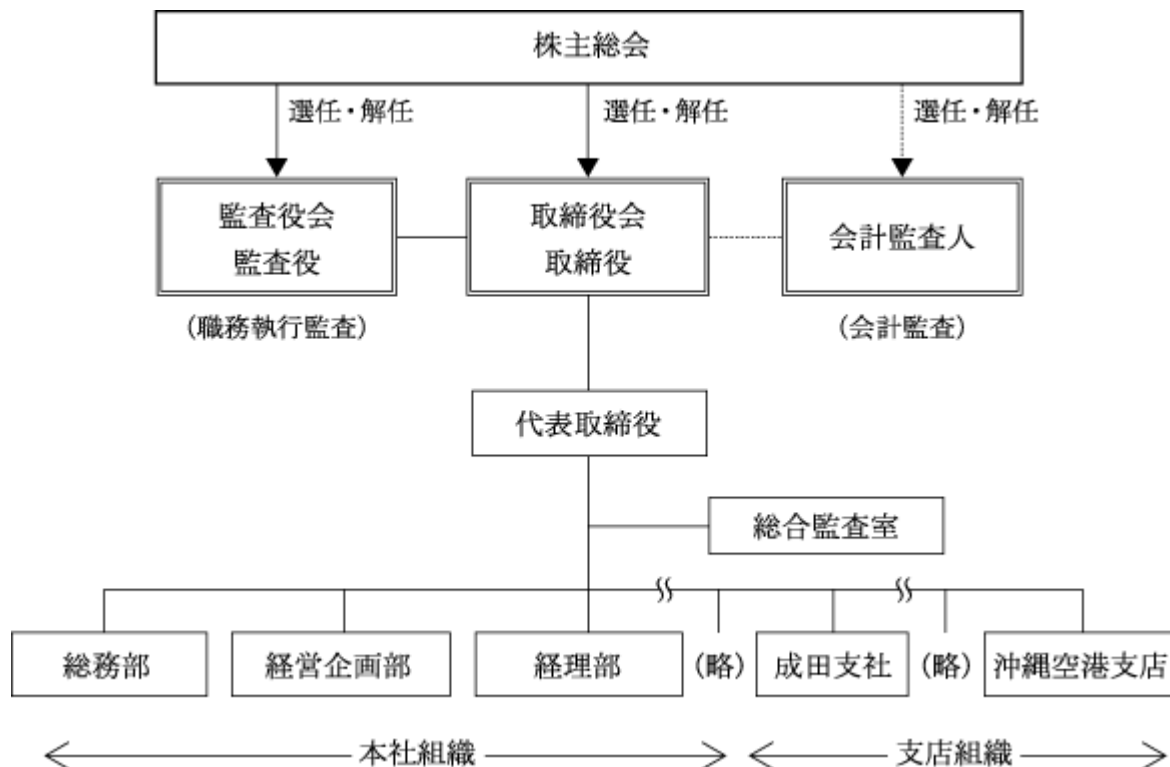 株主総会
選任・解任
選任・解任
選任・解任
監査役会
監査役
取締役会
取締役
会計監査人
(職務執行監査)
(会計監査)
代表取締役
総合監査室
総務部
経営企画部
経理部
(略)
成田支社
(略)
沖縄空港支店
本社組織
支店組織